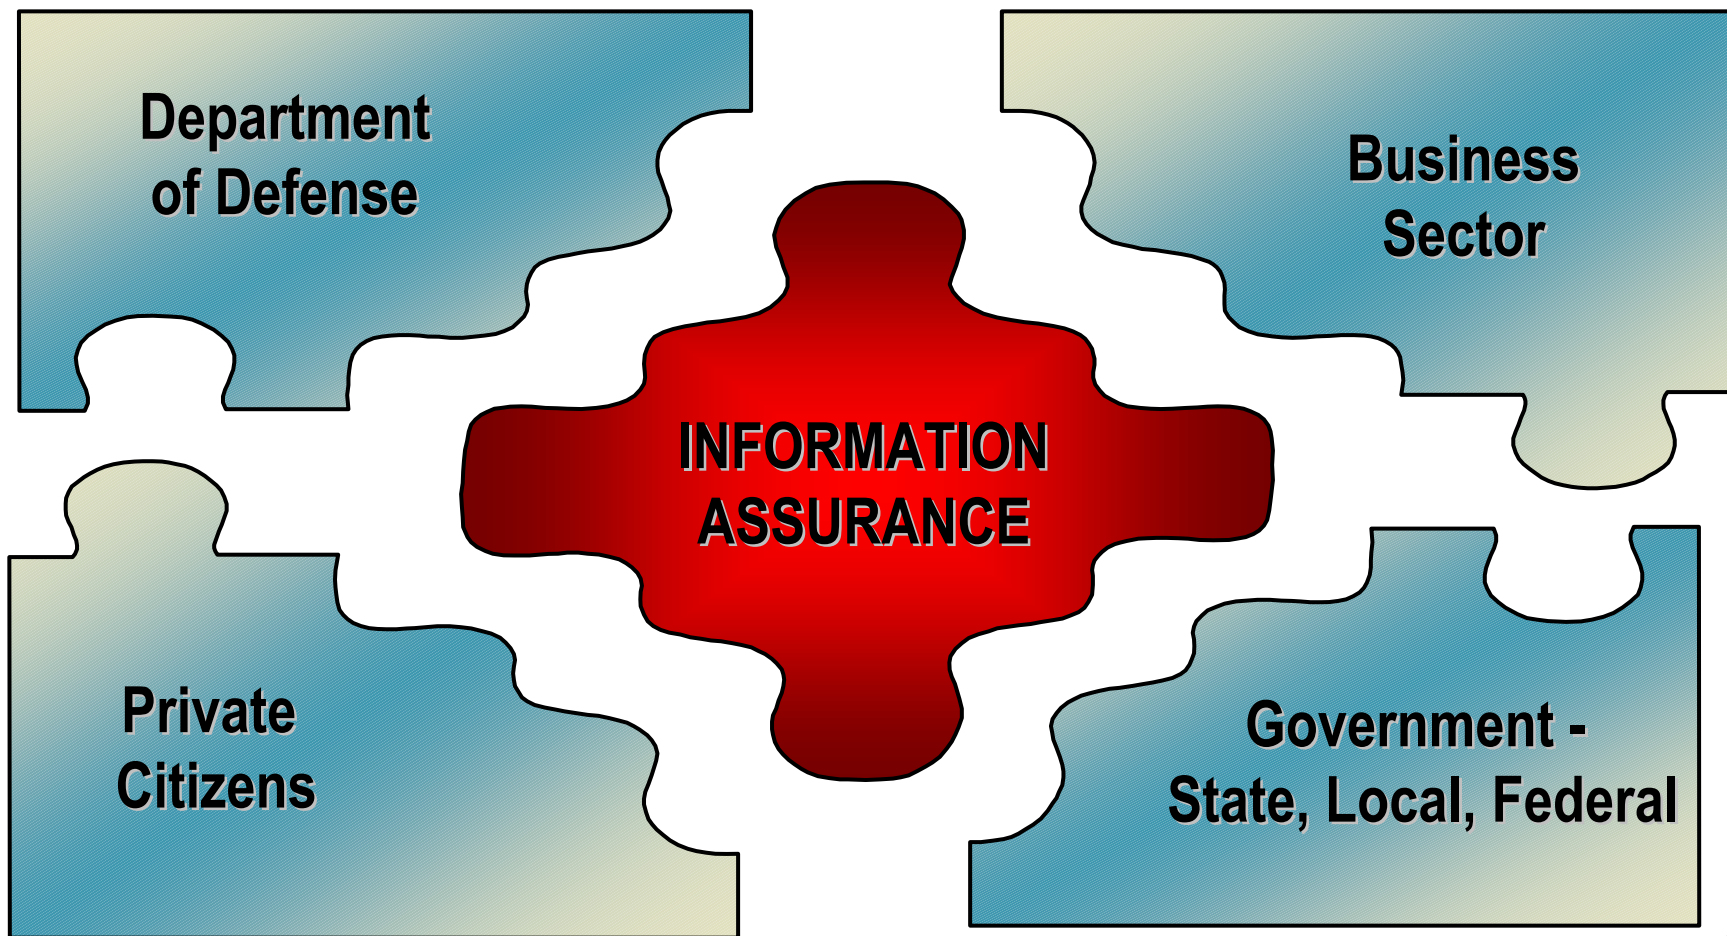 Department
of Defense
Business
Sector
INFORMATION
ASSURANCE
Private
Citizens
Government -
State, Local, Federal